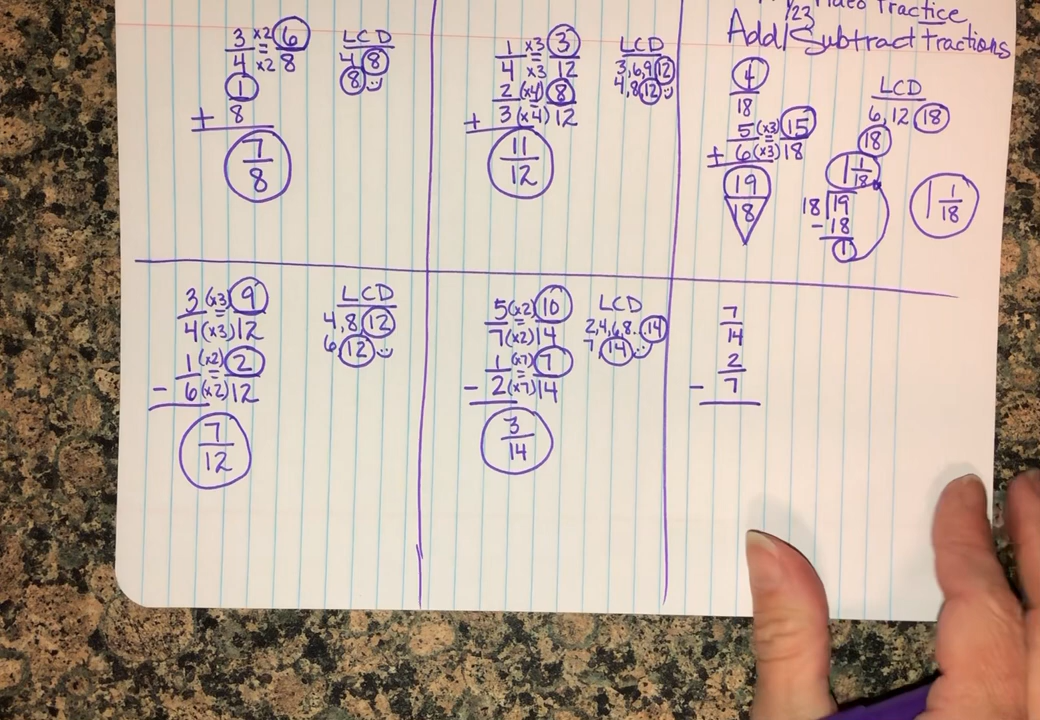 Video Practice
23
Add/Subtract Fractions
3 x2 6
— = —
4 x2 8
1
8
+
7
8
LCD
4, 8
8
1 x3 3
— = —
4 x3 12
2 (x4) 8
— = —
3 (x4) 12
+
11
12
LCD
3, 6, 9, 12
4, 8, 12
4
18
5 (x3) 15
— = —
+ 6 (x3) 18
19
18
LCD
6, 12 18
18
1 1/18
18 19
- 18
1
1 1/18
3 (x3) 9
— = —
4 (x3) 12
1 (x2) 2
— = —
- 6 (x2) 12
7
12
LCD
4, 8, 12
6, 12
5 (x2) 10
— = —
7 (x2) 14
1 (x7) 7
— = —
- 2 (x7) 14
3
14
LCD
2, 4, 6, 8.. 14
7, 14
7
14
2
- 7